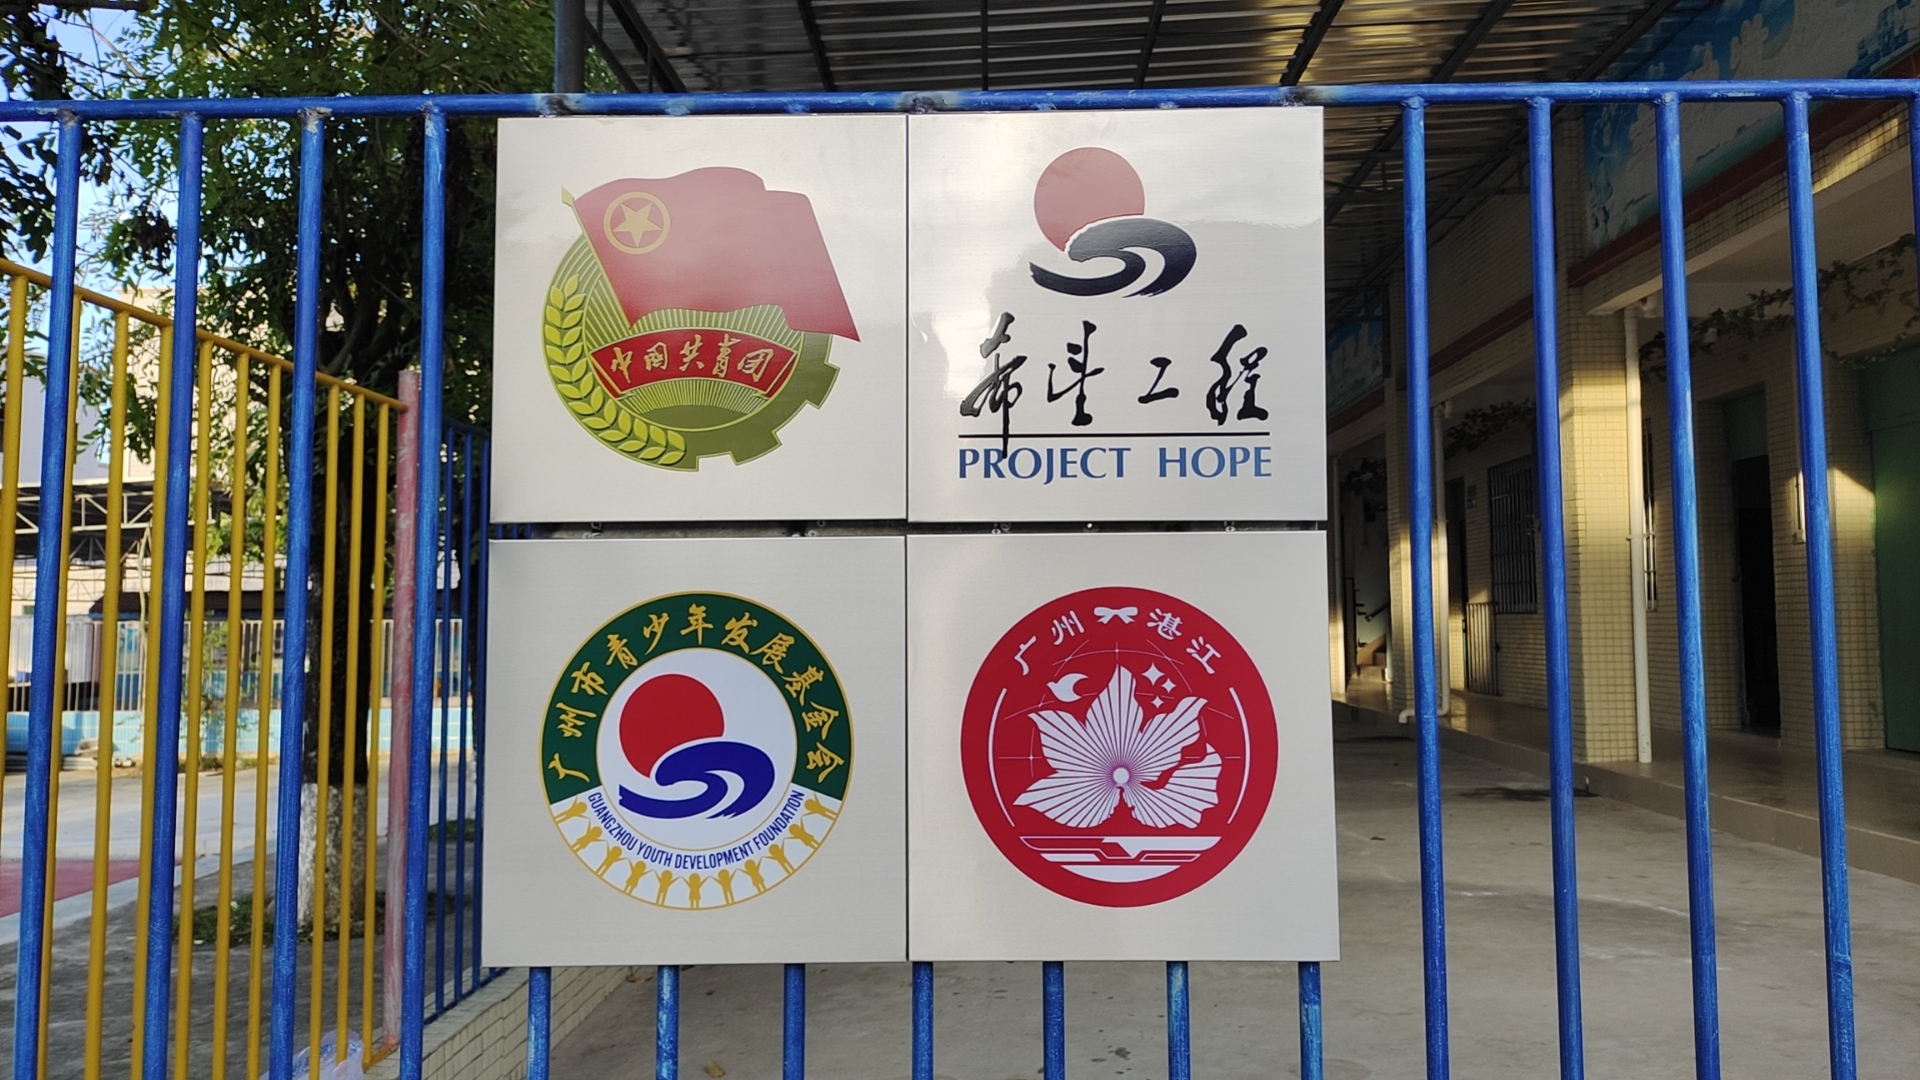 中国共青团
希望工程
PROJECT HOPE
广州市青少年发展基金会
GUANGZHOU YOUTH DEVELOPMENT FOUNDATION
广州 湛江